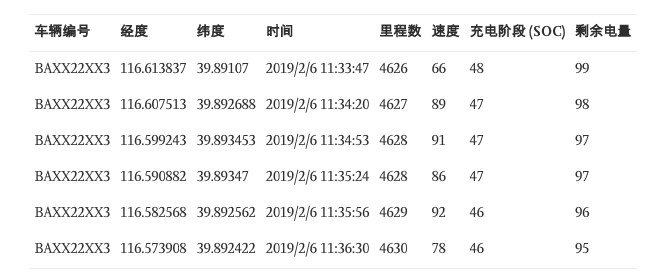 车辆编号 经度 纬度 时间 里程数 速度 充电阶段 (SOC) 剩余电量
BAXX22XX3 116.613837 39.89107 2019/2/6 11:33:47 4626 66 48 99
BAXX22XX3 116.607513 39.892688 2019/2/6 11:34:20 4627 89 47 98
BAXX22XX3 116.599243 39.893453 2019/2/6 11:34:53 4628 91 47 97
BAXX22XX3 116.590882 39.89347 2019/2/6 11:35:24 4628 86 47 97
BAXX22XX3 116.582568 39.892562 2019/2/6 11:35:56 4629 92 46 96
BAXX22XX3 116.573908 39.892422 2019/2/6 11:36:30 4630 78 46 95